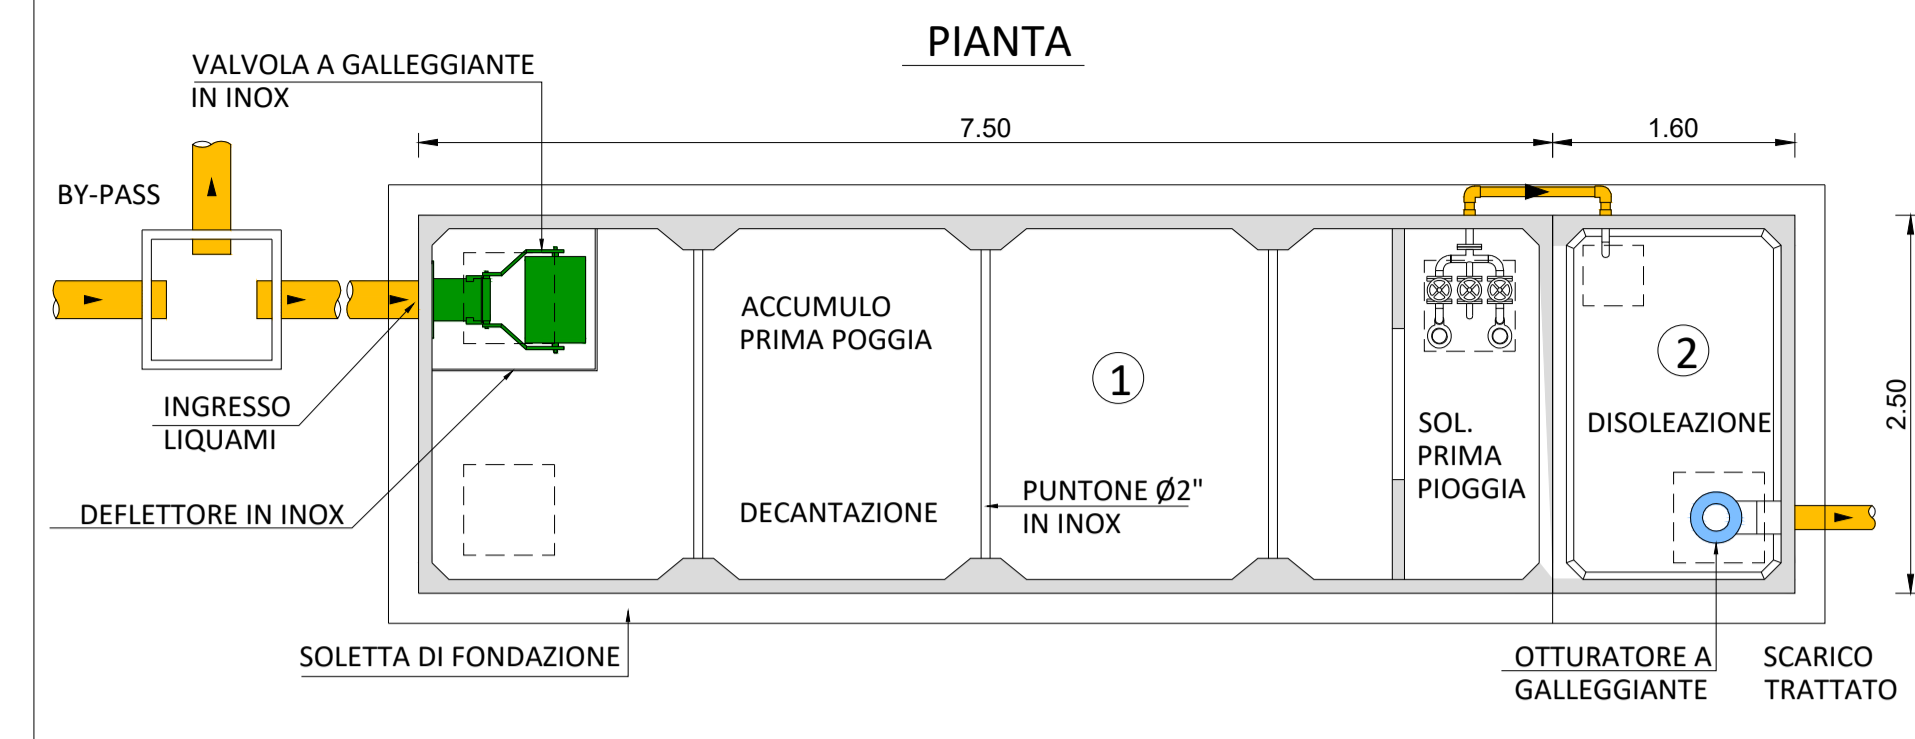 PIANTA
VALVOLA A GALLEGGIANTE
IN INOX
7.50
1.60
BY-PASS
ACCUMULO
PRIMA POGGIA
1
2
2.50
INGRESSO
LIQUAMI
SOL.
PRIMA
PIOGGIA
DISOLEAZIONE
DEFLETTORE IN INOX
DECANTAZIONE
PUNTONE Ø2"
IN INOX
SOLETTA DI FONDAZIONE
OTTURATORE A
GALLEGGIANTE
SCARICO
TRATTATO